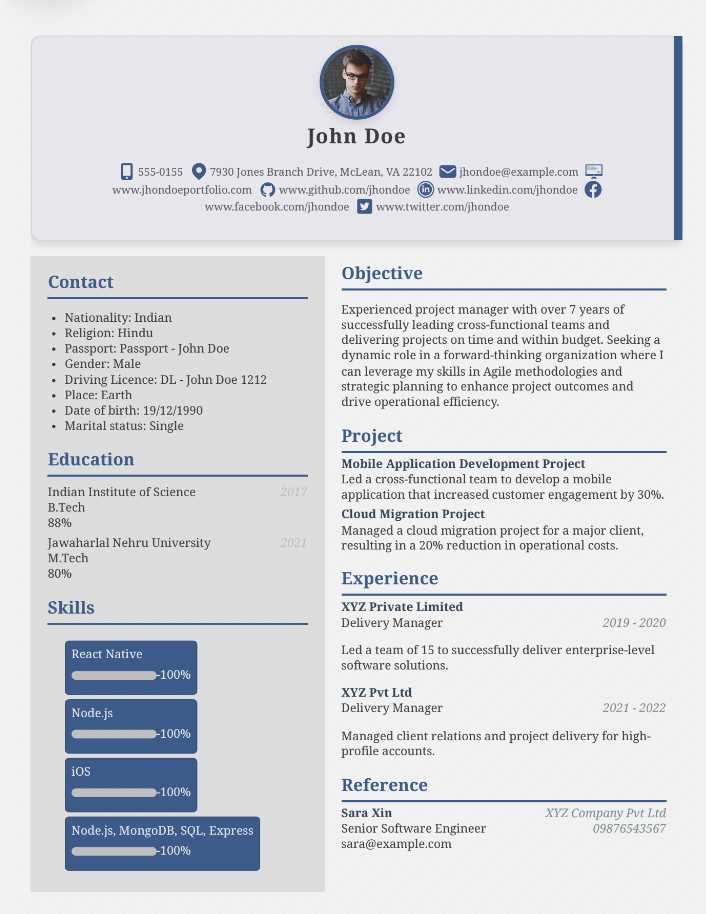 John Doe
555-0155 7930 Jones Branch Drive, McLean, VA 22102 jhondoe@example.com
www.jhondoeportfolio.com www.github.com/jhondoe www.linkedin.com/jhondoe
www.facebook.com/jhondoe www.twitter.com/jhondoe
Contact
• Nationality: Indian
• Religion: Hindu
• Passport: Passport - John Doe
• Gender: Male
• Driving Licence: DL - John Doe 1212
• Place: Earth
• Date of birth: 19/12/1990
• Marital status: Single
Education
Indian Institute of Science 2017
B.Tech
88%
Jawaharlal Nehru University 2021
M.Tech
80%
Skills
React Native
-100%
Node.js
-100%
iOS
-100%
Node.js, MongoDB, SQL, Express
-100%
Objective
Experienced project manager with over 7 years of
successfully leading cross-functional teams and
delivering projects on time and within budget. Seeking a
dynamic role in a forward-thinking organization where I
can leverage my skills in Agile methodologies and
strategic planning to enhance project outcomes and
drive operational efficiency.
Project
Mobile Application Development Project
Led a cross-functional team to develop a mobile
application that increased customer engagement by 30%.
Cloud Migration Project
Managed a cloud migration project for a major client,
resulting in a 20% reduction in operational costs.
Experience
XYZ Private Limited
Delivery Manager 2019 - 2020
Led a team of 15 to successfully deliver enterprise-level
software solutions.
XYZ Pvt Ltd
Delivery Manager 2021 - 2022
Managed client relations and project delivery for high-
profile accounts.
Reference
Sara Xin XYZ Company Pvt Ltd
Senior Software Engineer 09876543567
sara@example.com